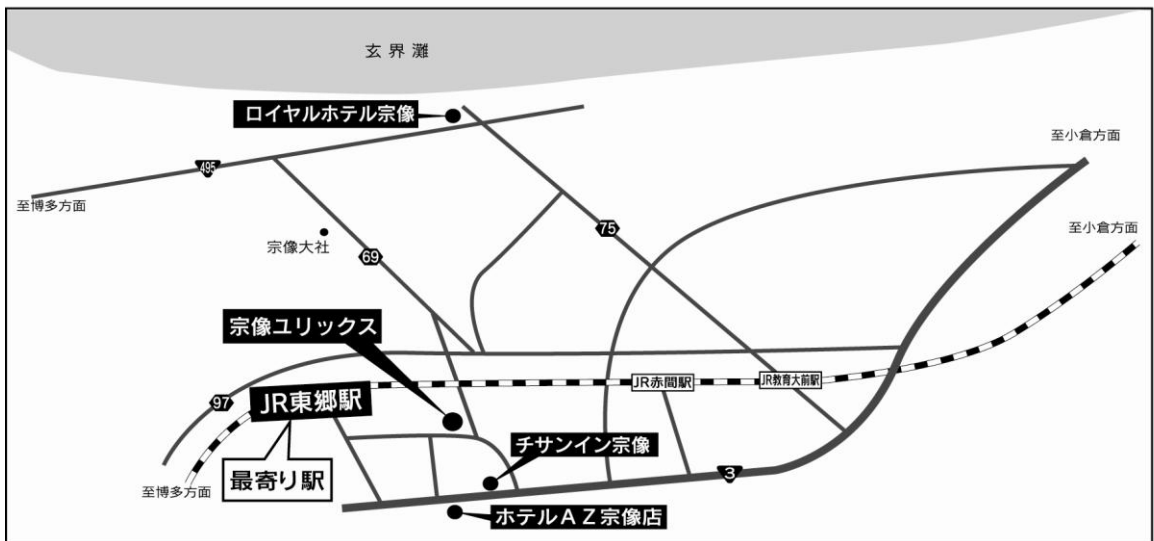 玄界灘
ロイヤルホテル宗像
至小倉方面
495
至博多方面
75
至小倉方面
宗像大社
69
宗像ユリックス
JR赤間駅
JR教育大前駅
97
JR東郷駅
チサンイン宗像
最寄り駅
3
至博多方面
ホテルAZ宗像店